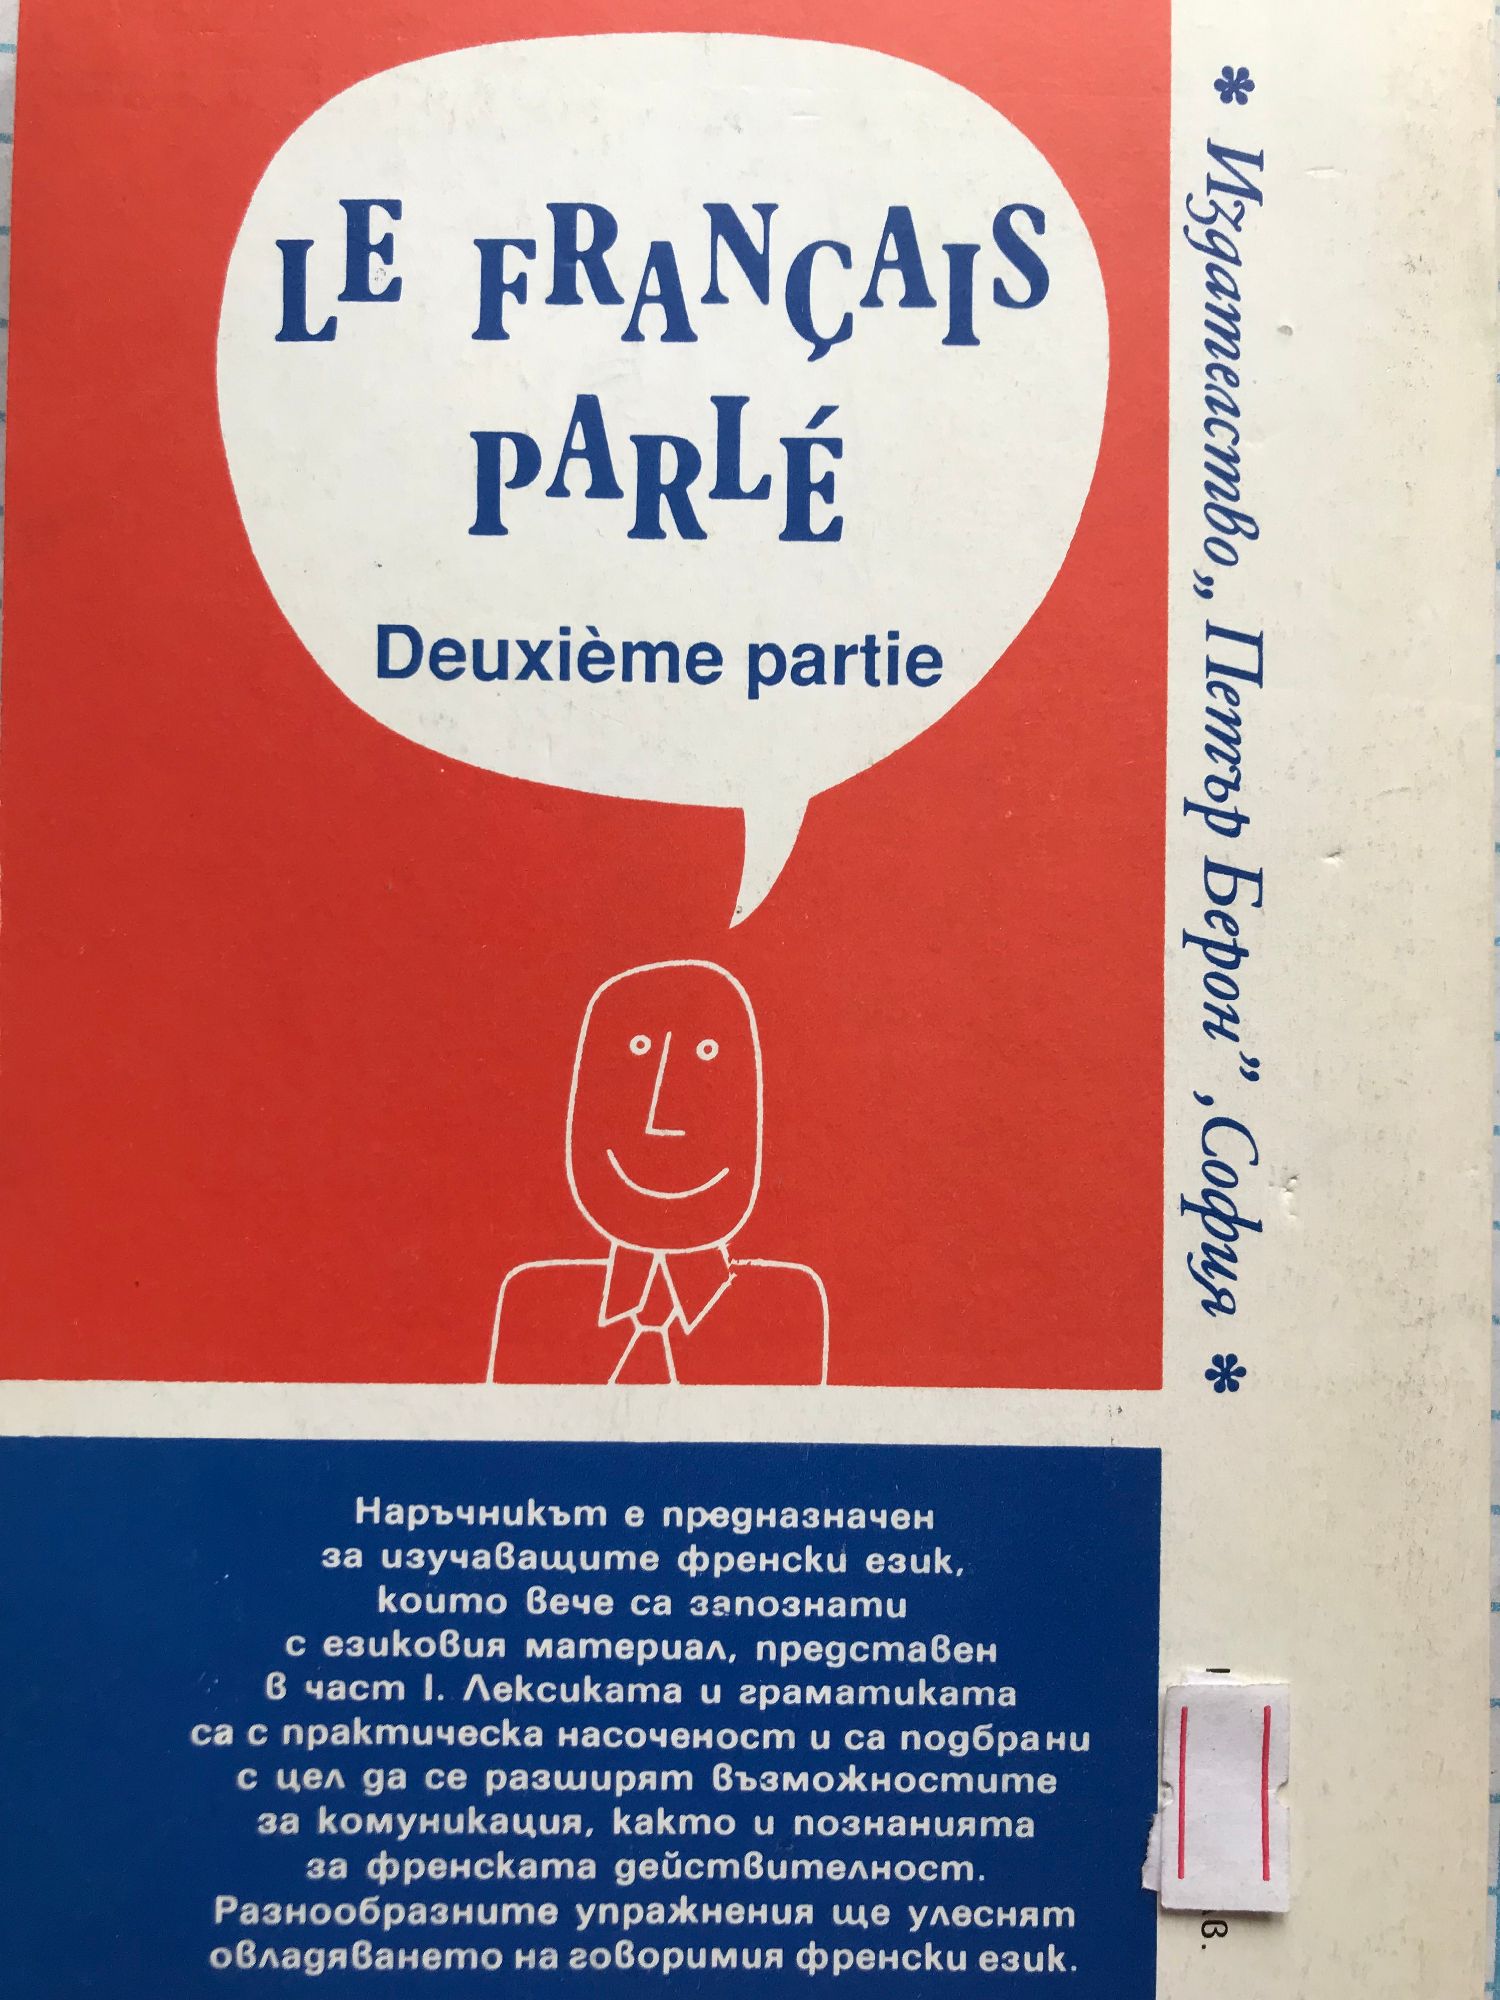 LE FRANÇAIS
PARLÉ
Deuxième partie
* Издателство „Петър Берон”, София *
Наръчникът е предназначен
за изучаващите френски език,
които вече са запознати
с езиковия материал, представен
в част I. Лексиката и граматиката
са с практическа насоченост и са подбрани
с цел да се разширят възможностите
за комуникация, както и познанията
за френската действителност.
Разнообразните упражнения ще улеснят
овладяването на говоримия френски език.